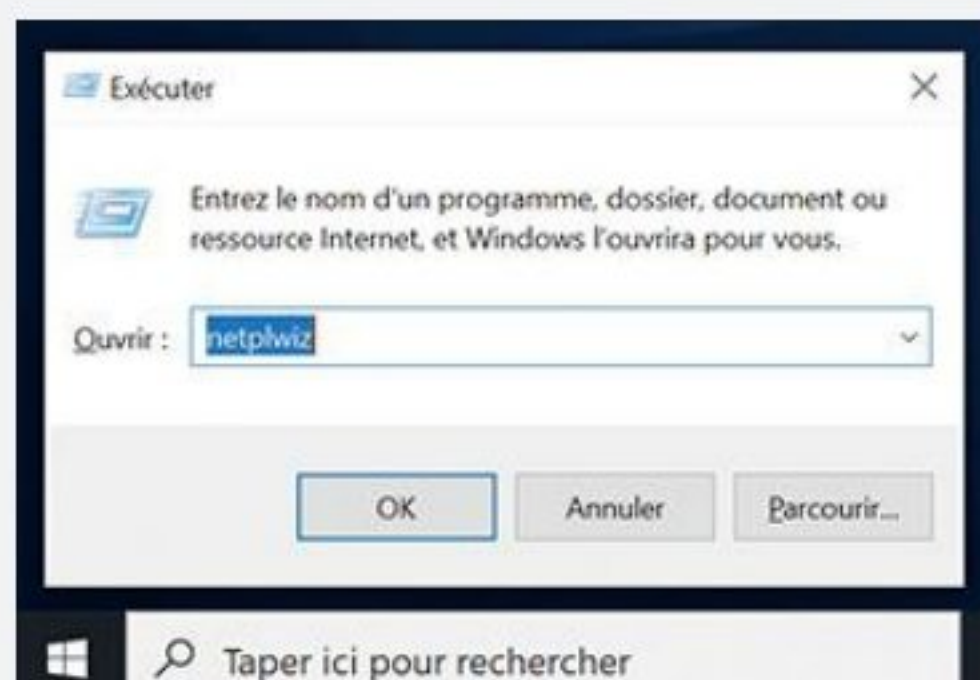 Exécuter
Entrez le nom d'un programme, dossier, document ou
ressource Internet, et Windows l'ouvrira pour vous.
Ouvrir :
netplwiz
OK
Annuler
Parcourir...
Taper ici pour rechercher